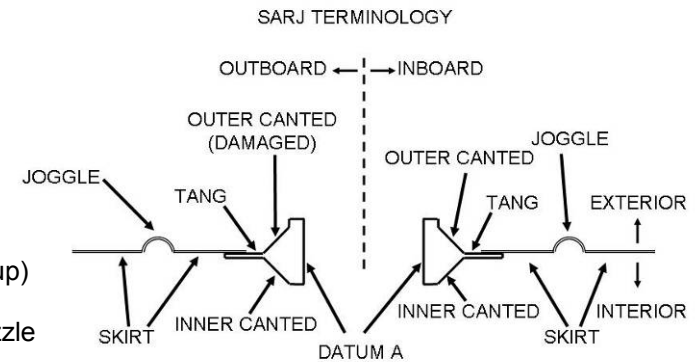 SARJ TERMINOLOGY
OUTBOARD
INBOARD
OUTER CANTED
(DAMAGED)
JOGGLE
OUTER CANTED
JOGGLE
TANG
TANG
EXTERIOR
up)
SKIRT
INNER CANTED
INNER CANTED
SKIRT
INTERIOR
zzle
DATUM A